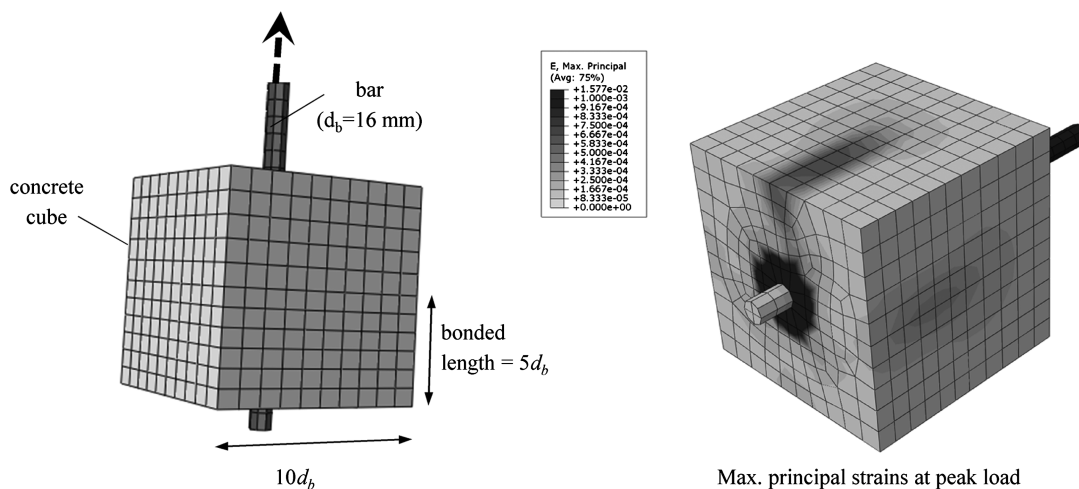 bar
(d_b=16 mm)
concrete
cube
bonded
length = 5d_b
10d_b
E, Max. Principal
(Avg: 75%)
+1.577e-02
+1.000e-03
+9.167e-04
+8.333e-04
+7.500e-04
+6.667e-04
+5.833e-04
+5.000e-04
+4.167e-04
+3.333e-04
+2.500e-04
+1.667e-04
+8.333e-05
+0.000e+00
Max. principal strains at peak load